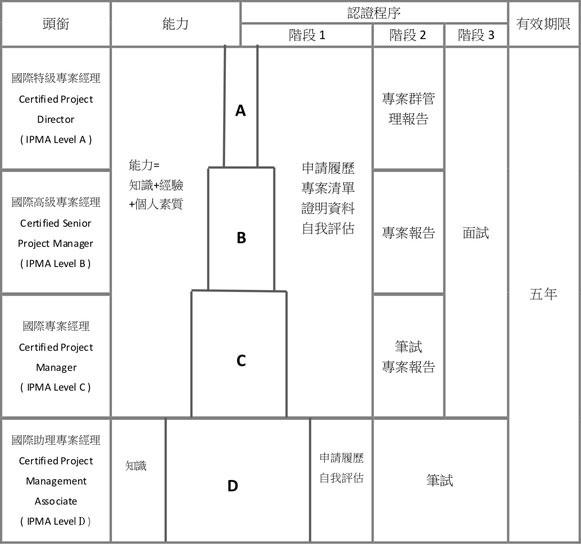 頭銜
能力
認證程序
有效期限
階段 1
階段 2
階段 3
國際特級專案經理
Certified Project
Director
( IPMA Level A )
A
專案群管
理報告
國際高級專案經理
Certified Senior
Project Manager
( IPMA Level B )
能力=
知識+經驗
+個人素質
B
申請履歷
專案清單
證明資料
自我評估
專案報告
面試
五年
國際專案經理
Certified Project
Manager
( IPMA Level C )
C
筆試
專案報告
國際助理專案經理
Certified Project
Management
Associate
( IPMA Level D )
知識
D
申請履歷
自我評估
筆試